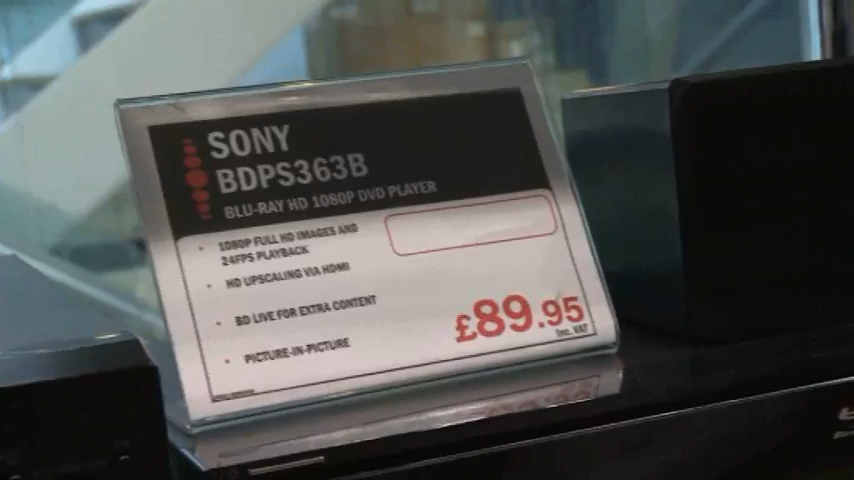 SONY
BDPS363B
BLU-RAY HD 1080P DVD PLAYER
• 1080P FULL HD IMAGES AND
24FPS PLAYBACK
• HD UPSCALING VIA HDMI
• BD LIVE FOR EXTRA CONTENT
• PICTURE-IN-PICTURE
£89.95
Inc. VAT